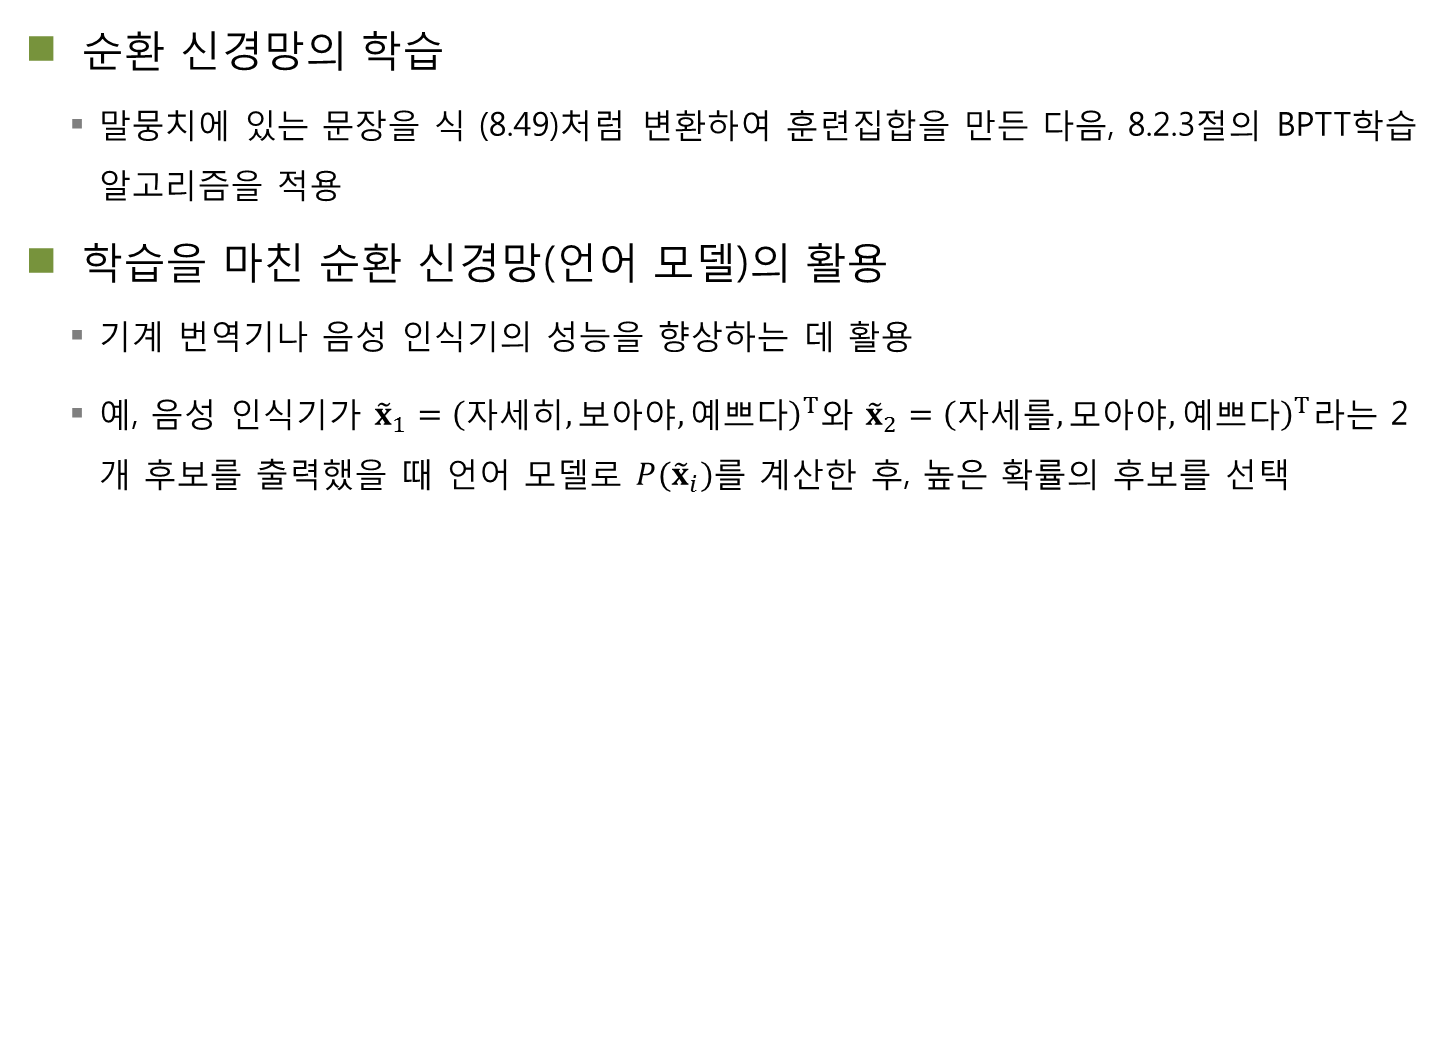 순환 신경망의 학습
말뭉치에 있는 문장을 식 (8.49)처럼 변환하여 훈련집합을 만든 다음, 8.2.3절의 BPTT학습
알고리즘을 적용
학습을 마친 순환 신경망(언어 모델)의 활용
기계 번역기나 음성 인식기의 성능을 향상하는 데 활용
예, 음성 인식기가 x̃₁ = (자세히, 보아야, 예쁘다)ᵀ와 x̃₂ = (자세를, 모아야, 예쁘다)ᵀ라는 2
개 후보를 출력했을 때 언어 모델로 P(x̃ᵢ)를 계산한 후, 높은 확률의 후보를 선택